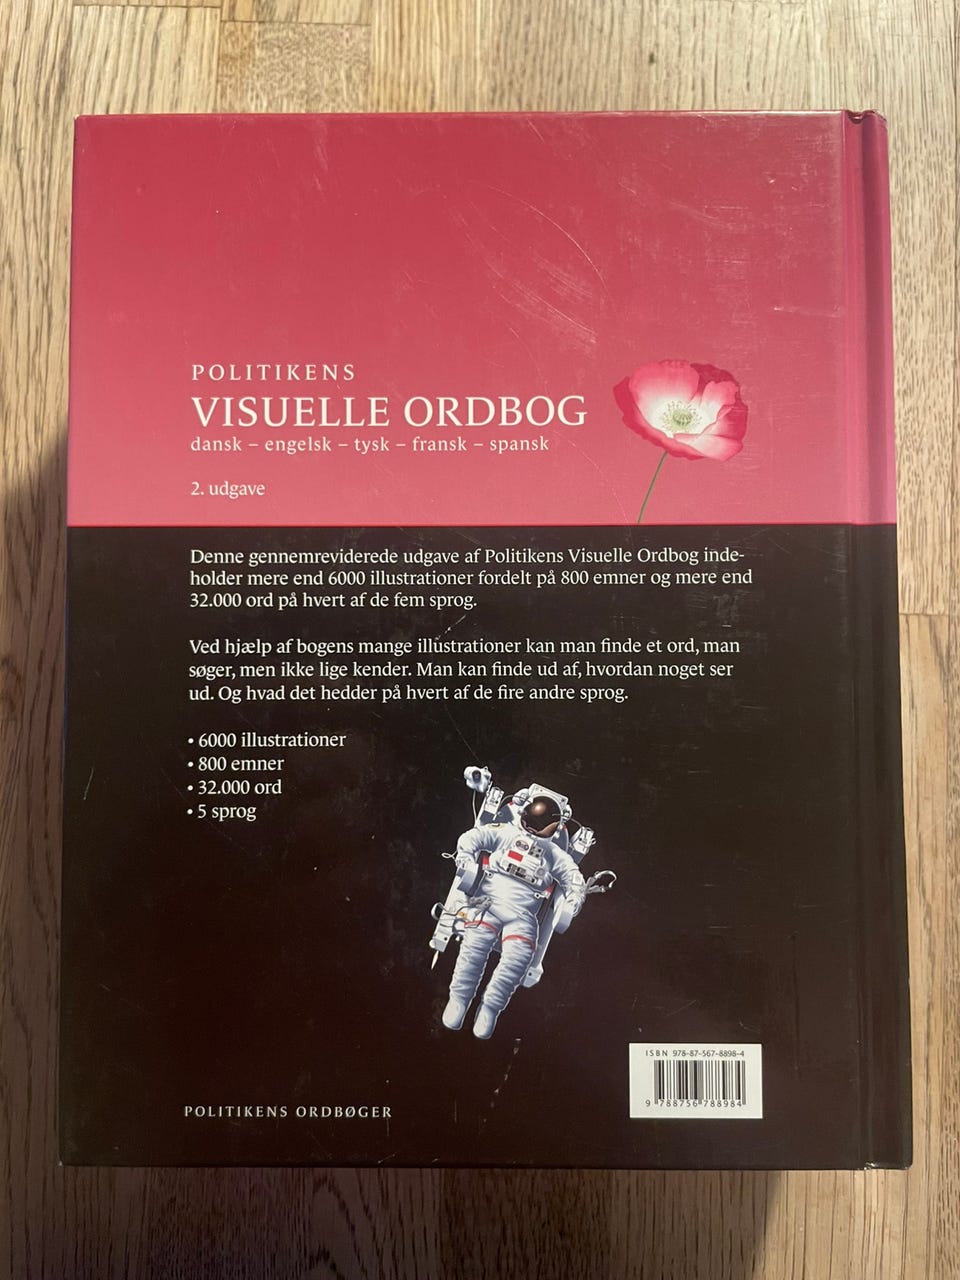 POLITIKENS
VISUELLE ORDBOG
dansk – engelsk – tysk – fransk – spansk
2. udgave
Denne gennemreviderede udgave af Politikens Visuelle Ordbog inde-
holder mere end 6000 illustrationer fordelt på 800 emner og mere end
32.000 ord på hvert af de fem sprog.
Ved hjælp af bogens mange illustrationer kan man finde et ord, man
søger, men ikke lige kender. Man kan finde ud af, hvordan noget ser
ud. Og hvad det hedder på hvert af de fire andre sprog.
• 6000 illustrationer
• 800 emner
• 32.000 ord
• 5 sprog
ISBN 978-87-567-8898-4
9 788756 788984
POLITIKENS ORDBØGER